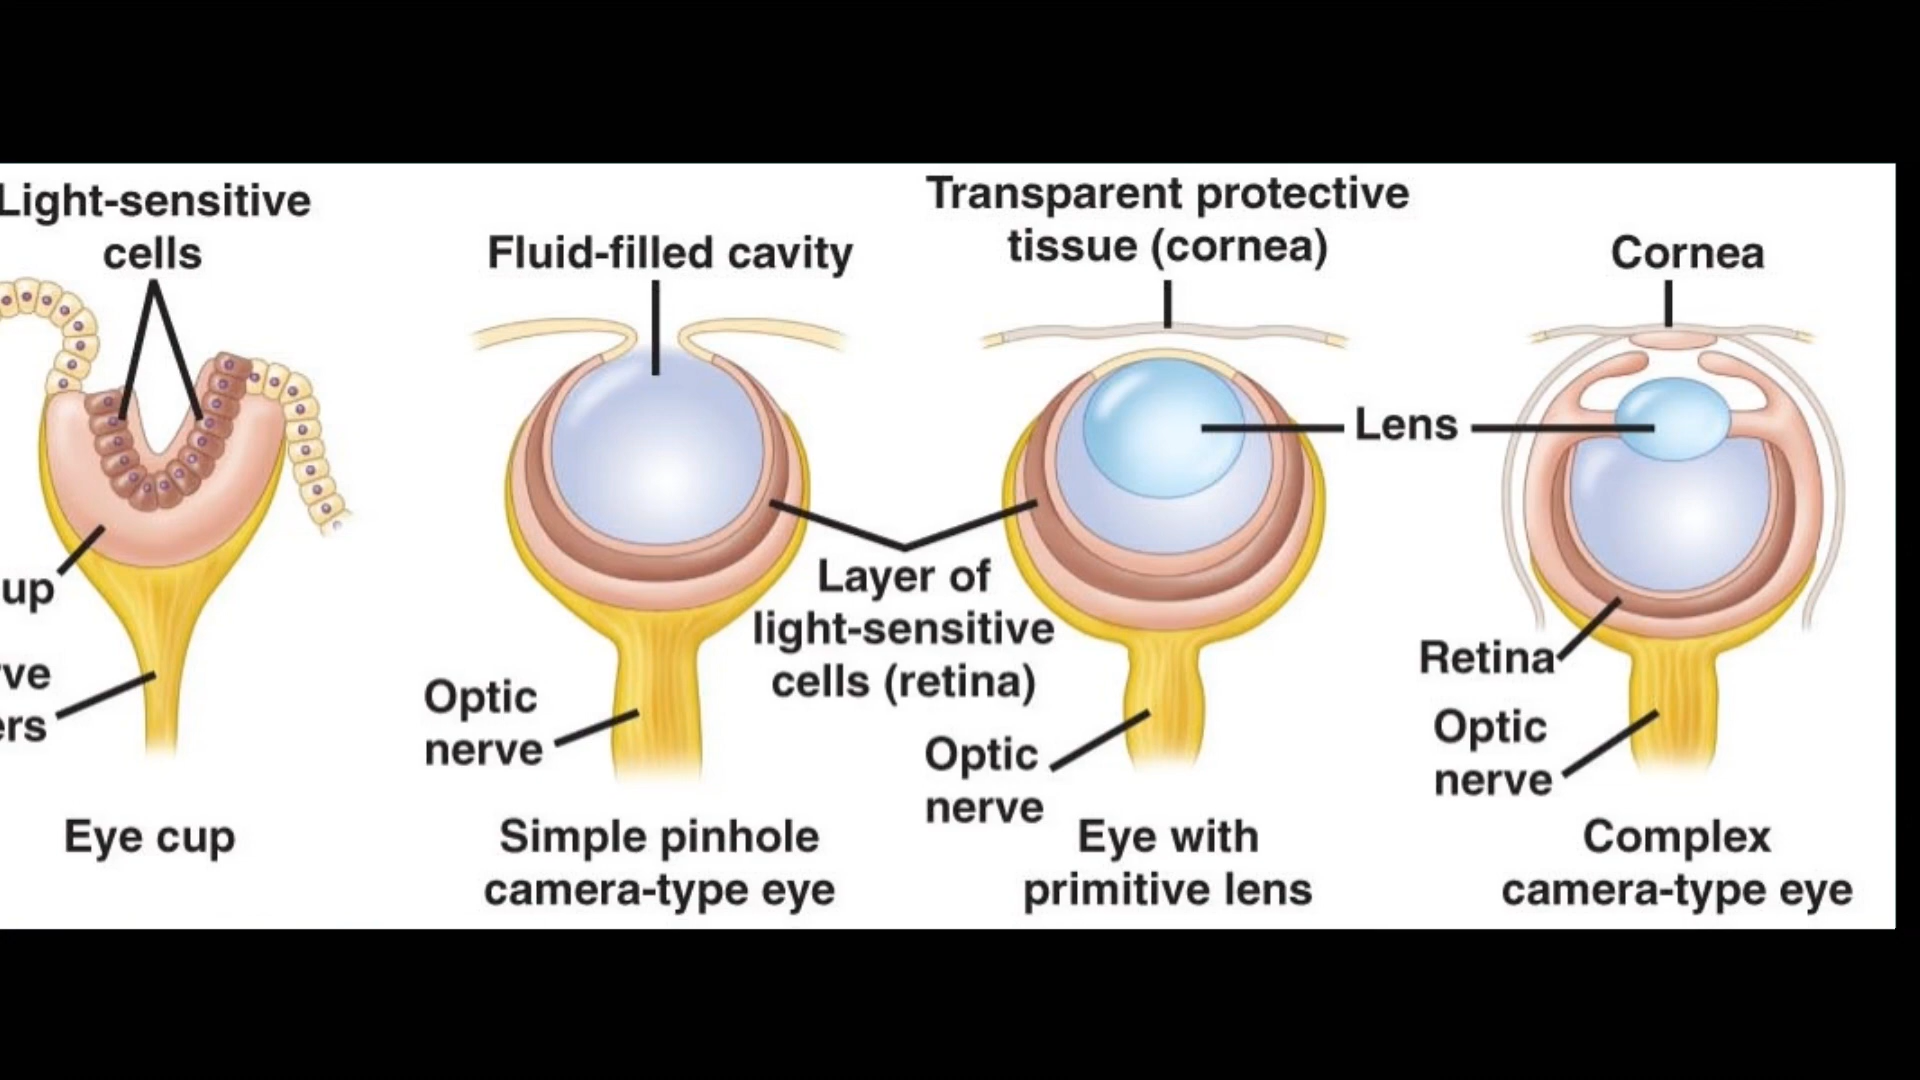 Light-sensitive
cells
up
ve
ers
Eye cup
Fluid-filled cavity
Optic
nerve
Simple pinhole
camera-type eye
Layer of
light-sensitive
cells (retina)
Transparent protective
tissue (cornea)
Lens
Optic
nerve
Eye with
primitive lens
Cornea
Retina
Optic
nerve
Complex
camera-type eye